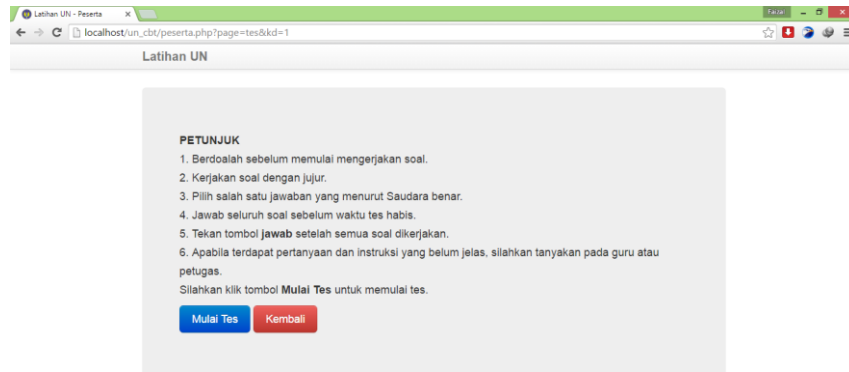 Latihan UN - Peserta
localhost/un_cbt/peserta.php?page=tes&kd=1
Latihan UN
PETUNJUK
1. Berdoalah sebelum memulai mengerjakan soal.
2. Kerjakan soal dengan jujur.
3. Pilih salah satu jawaban yang menurut Saudara benar.
4. Jawab seluruh soal sebelum waktu tes habis.
5. Tekan tombol jawab setelah semua soal dikerjakan.
6. Apabila terdapat pertanyaan dan instruksi yang belum jelas, silahkan tanyakan pada guru atau
petugas.
Silahkan klik tombol Mulai Tes untuk memulai tes.
Mulai Tes Kembali